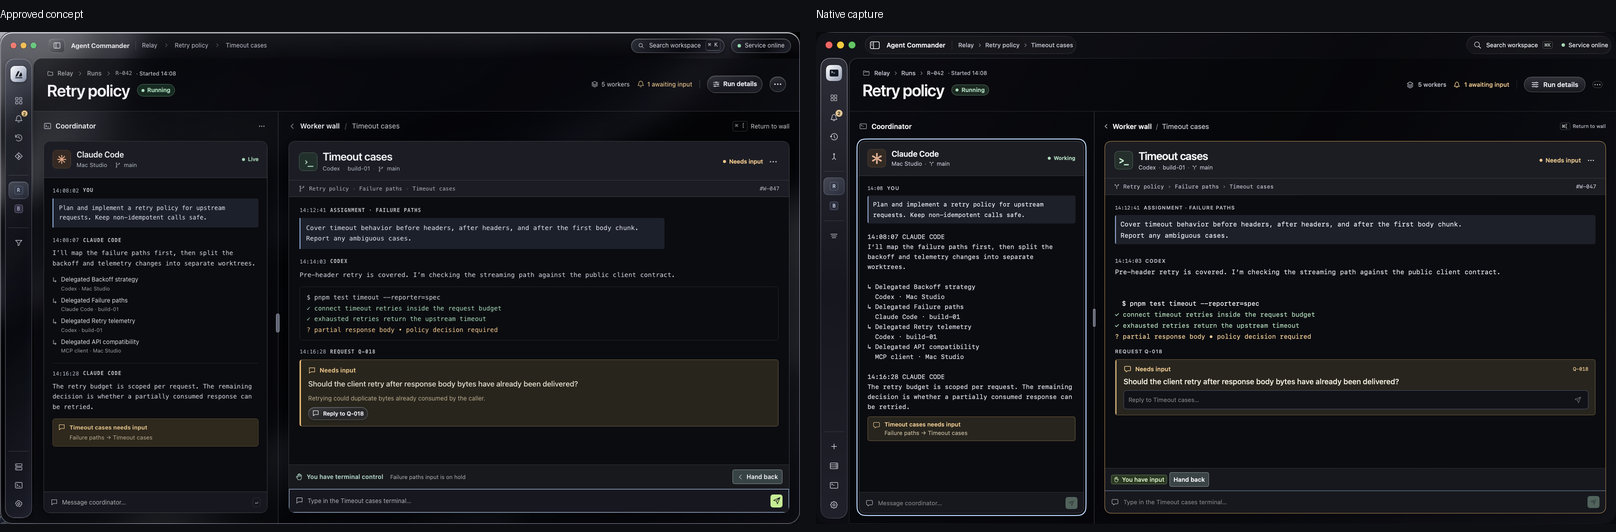 Approved concept
Agent Commander
Relay
Retry policy
Timeout cases
Search workspace
⌘ K
Service online
Relay
Runs
R-042
· Started 14:08
Retry policy
Running
5 workers
1 awaiting input
Run details
Coordinator
Claude Code
Mac Studio
main
Live
14:08:02 YOU
Plan and implement a retry policy for upstream
requests. Keep non-idempotent calls safe.
14:08:07 CLAUDE CODE
I'll map the failure paths first, then split the
backoff and telemetry changes into separate worktrees.
↳ Delegated Backoff strategy
Codex · Mac Studio
↳ Delegated Failure paths
Claude Code · build-01
↳ Delegated Retry telemetry
Codex · build-01
↳ Delegated API compatibility
MCP client · Mac Studio
14:16:28 CLAUDE CODE
The retry budget is scoped per request. The remaining
decision is whether a partially consumed response can
be retried.
Timeout cases needs input
Failure paths → Timeout cases
Message coordinator...
Worker wall / Timeout cases
Return to wall
Timeout cases
Codex · build-01
main
Needs input
Retry policy · Failure paths · Timeout cases
#W-047
14:12:41 ASSIGNMENT · FAILURE PATHS
Cover timeout behavior before headers, after headers, and after the first body chunk.
Report any ambiguous cases.
14:14:03 CODEX
Pre-header retry is covered. I'm checking the streaming path against the public client contract.
$ pnpm test timeout --reporter=spec
✓ connect timeout retries inside the request budget
✓ exhausted retries return the upstream timeout
? partial response body • policy decision required
14:16:28 REQUEST Q-018
Needs input
Should the client retry after response body bytes have already been delivered?
Retrying could duplicate bytes already consumed by the caller.
Reply to Q-018
You have terminal control
Failure paths input is on hold
Hand back
Type in the Timeout cases terminal...
Native capture
Agent Commander
Relay
Retry policy
Timeout cases
Search workspace
⌘K
Service online
Relay
Runs
R-042
· Started 14:08
Retry policy
Running
5 workers
1 awaiting input
Run details
Coordinator
Claude Code
Mac Studio ·
main
Working
14:08 YOU
Plan and implement a retry policy for upstream
requests. Keep non-idempotent calls safe.
14:08:07 CLAUDE CODE
I'll map the failure paths first, then split the
backoff and telemetry changes into separate
worktrees.
↳ Delegated Backoff strategy
Codex · Mac Studio
↳ Delegated Failure paths
Claude Code · build-01
↳ Delegated Retry telemetry
Codex · build-01
↳ Delegated API compatibility
MCP client · Mac Studio
14:16:28 CLAUDE CODE
The retry budget is scoped per request. The remaining
decision is whether a partially consumed response can
be retried.
Timeout cases needs input
Failure paths → Timeout cases
Message coordinator...
Worker wall / Timeout cases
Return to wall
Timeout cases
Codex · build-01 ·
main
Needs input
Retry policy · Failure paths · Timeout cases
#W-047
14:12:41 ASSIGNMENT · FAILURE PATHS
Cover timeout behavior before headers, after headers, and after the first body chunk.
Report any ambiguous cases.
14:14:03 CODEX
Pre-header retry is covered. I'm checking the streaming path against the public client contract.
$ pnpm test timeout --reporter=spec
✓ connect timeout retries inside the request budget
✓ exhausted retries return the upstream timeout
? partial response body • policy decision required
REQUEST Q-018
Needs input
Q-018
Should the client retry after response body bytes have already been delivered?
Reply to Timeout cases...
You have input
Hand back
Type in the Timeout cases terminal...